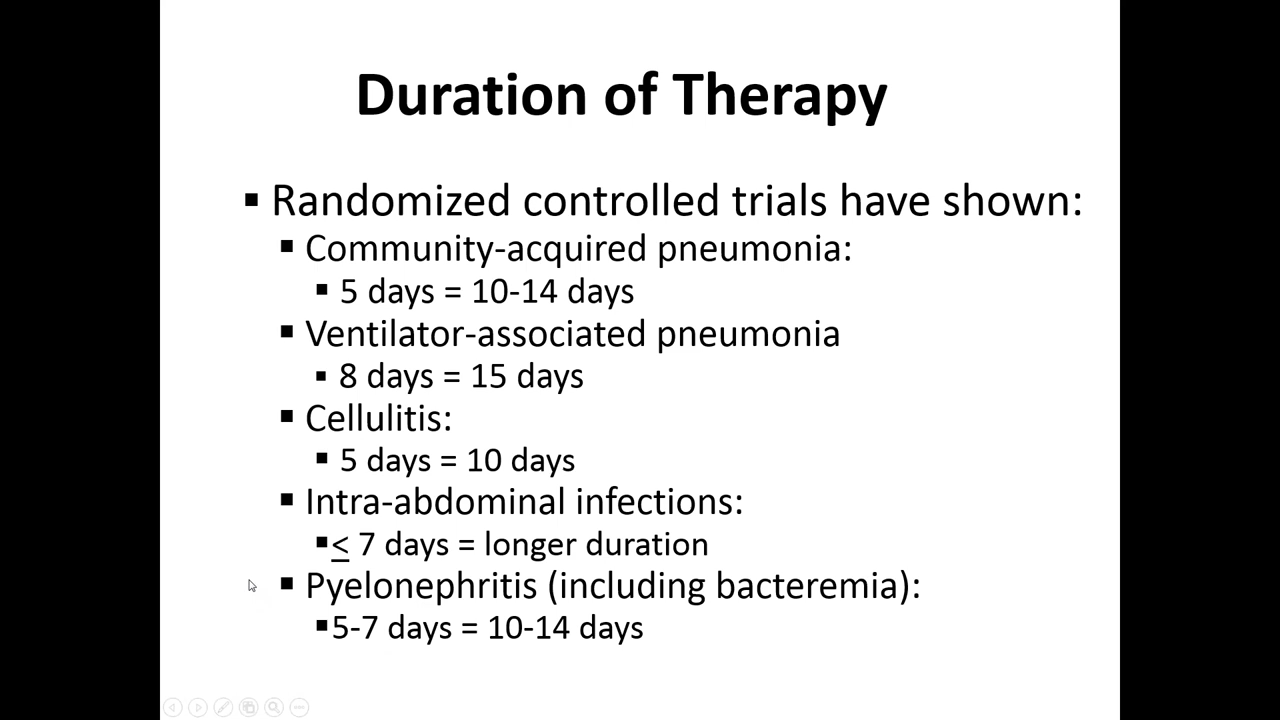 Duration of Therapy
▪ Randomized controlled trials have shown:
▪ Community-acquired pneumonia:
▪ 5 days = 10-14 days
▪ Ventilator-associated pneumonia
▪ 8 days = 15 days
▪ Cellulitis:
▪ 5 days = 10 days
▪ Intra-abdominal infections:
▪≤ 7 days = longer duration
▪ Pyelonephritis (including bacteremia):
▪5-7 days = 10-14 days